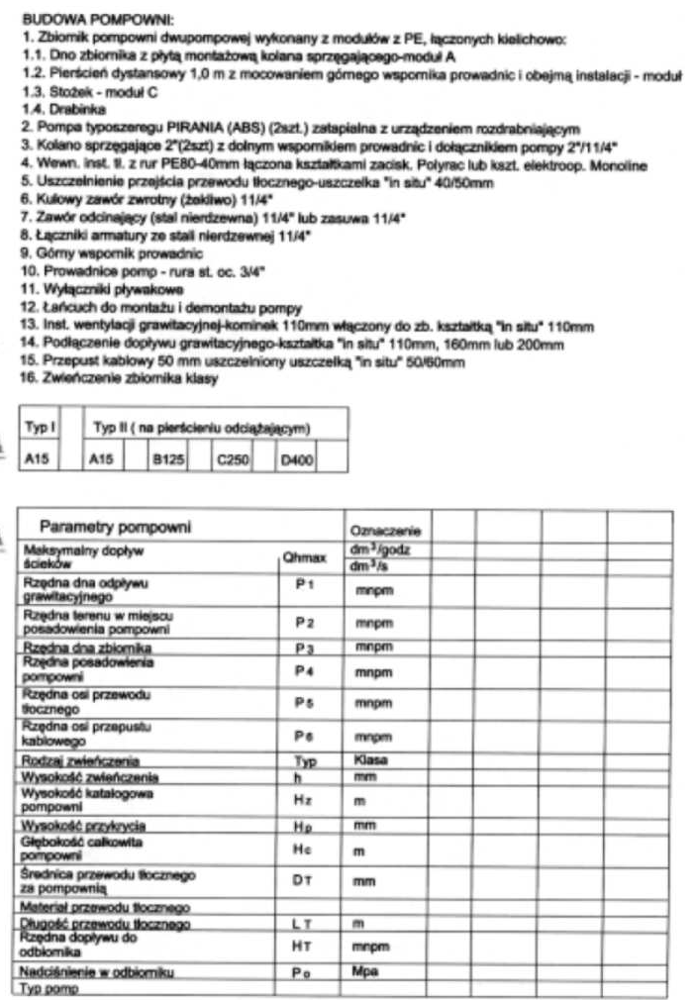 BUDOWA POMPOWNI:
1. Zbiornik pompowni dwupompowej wykonany z modułów z PE, łączonych kielichowo:
1.1. Dno zbiornika z płytą montażową kolana sprzęgającego-moduł A
1.2. Pierścień dystansowy 1,0 m z mocowaniem górnego wspornika prowadnic i obejmą instalacji - moduł
1.3. Stożek - moduł C
1.4. Drabinka
2. Pompa typoszeregu PIRANIA (ABS) (2szt.) zatapialna z urządzeniem rozdrabniającym
3. Kolano sprzęgające 2"(2szt) z dolnym wspornikiem prowadnic i dołącznikiem pompy 2"/11/4"
4. Wewn. inst. tł. z rur PE80-40mm łączona kształtkami zacisk. Polyrac lub kszt. elektroop. Monoline
5. Uszczelnienie przejścia przewodu tłocznego-uszczelka "in situ" 40/50mm
6. Kulowy zawór zwrotny (żeliwo) 11/4"
7. Zawór odcinający (stal nierdzewna) 11/4" lub zasuwa 11/4"
8. Łączniki armatury ze stali nierdzewnej 11/4"
9. Górny wspornik prowadnic
10. Prowadnice pomp - rura st. oc. 3/4"
11. Wyłączniki pływakowe
12. Łańcuch do montażu i demontażu pompy
13. Inst. wentylacji grawitacyjnej-kominek 110mm włączony do zb. kształtką "in situ" 110mm
14. Podłączenie dopływu grawitacyjnego-kształtka "in situ" 110mm, 160mm lub 200mm
15. Przepust kablowy 50 mm uszczelniony uszczelką "in situ" 50/60mm
16. Zwieńczenie zbiornika klasy
Typ I Typ II ( na pierścieniu odciążającym)
A15 A15 B125 C250 D400
Parametry pompowni Oznaczenie
Maksymalny dopływ ścieków Qhmax dm³/godz
dm³/s
Rzędna dna odpływu
grawitacyjnego P1 mnpm
Rzędna terenu w miejscu
posadowienia pompowni P2 mnpm
Rzędna dna zbiornika P3 mnpm
Rzędna posadowienia
pompowni P4 mnpm
Rzędna osi przewodu
tłocznego P5 mnpm
Rzędna osi przepustu
kablowego P6 mnpm
Rodzaj zwieńczenia Typ Klasa
Wysokość zwieńczenia h mm
Wysokość katalogowa
pompowni Hz m
Wysokość przykrycia Hp mm
Głębokość całkowita
pompowni Hc m
Średnica przewodu tłocznego
za pompownią DT mm
Materiał przewodu tłocznego
Długość przewodu tłocznego LT m
Rzędna dopływu do
odbiornika HT mnpm
Nadciśnienie w odbiorniku Po Mpa
Typ pomp